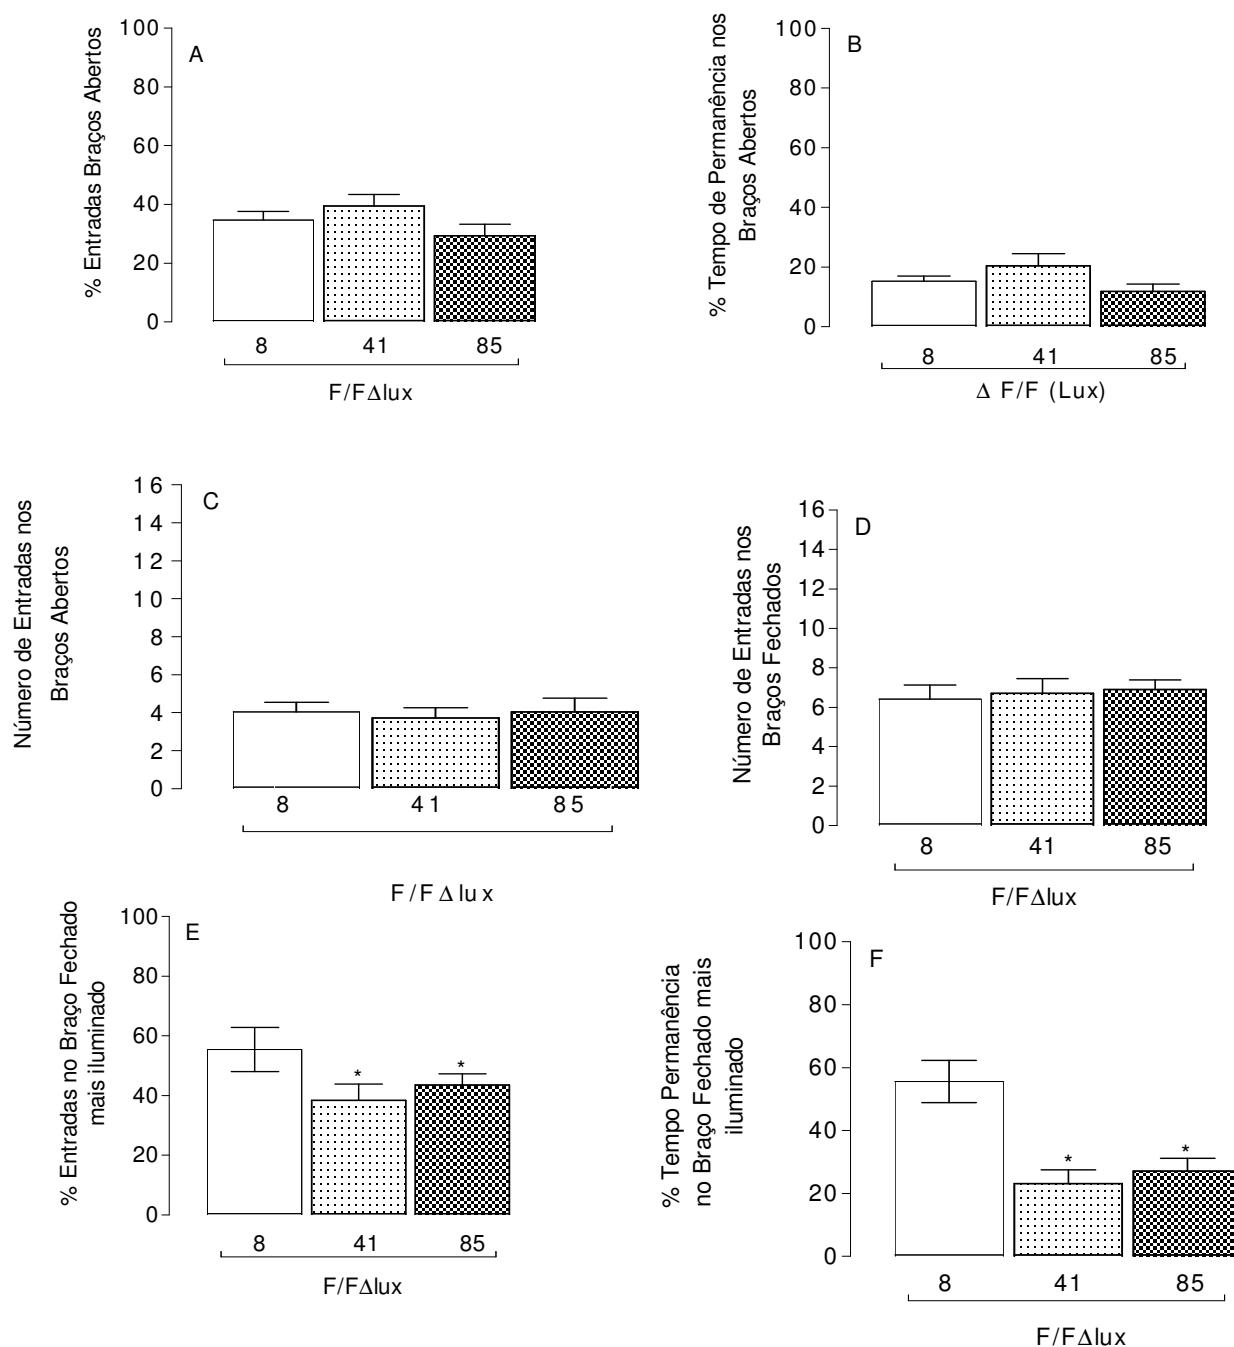 % Entradas Braços Abertos
100
80
60
40
20
0
A
8 41 85
F/FΔlux
% Tempo de Permanência nos
Braços Abertos
100
80
60
40
20
0
B
8 41 85
Δ F/F (Lux)
Número de Entradas nos
Braços Abertos
16
14
12
10
8
6
4
2
0
C
8 41 85
F/FΔlux
Número de Entradas nos
Braços Fechados
16
14
12
10
8
6
4
2
0
D
8 41 85
F/FΔlux
% Entradas no Braço Fechado
mais iluminado
100
80
60
40
20
0
E
* *
8 41 85
F/FΔlux
% Tempo Permanência
no Braço Fechado mais
iluminado
100
80
60
40
20
0
F
* *
8 41 85
F/FΔlux